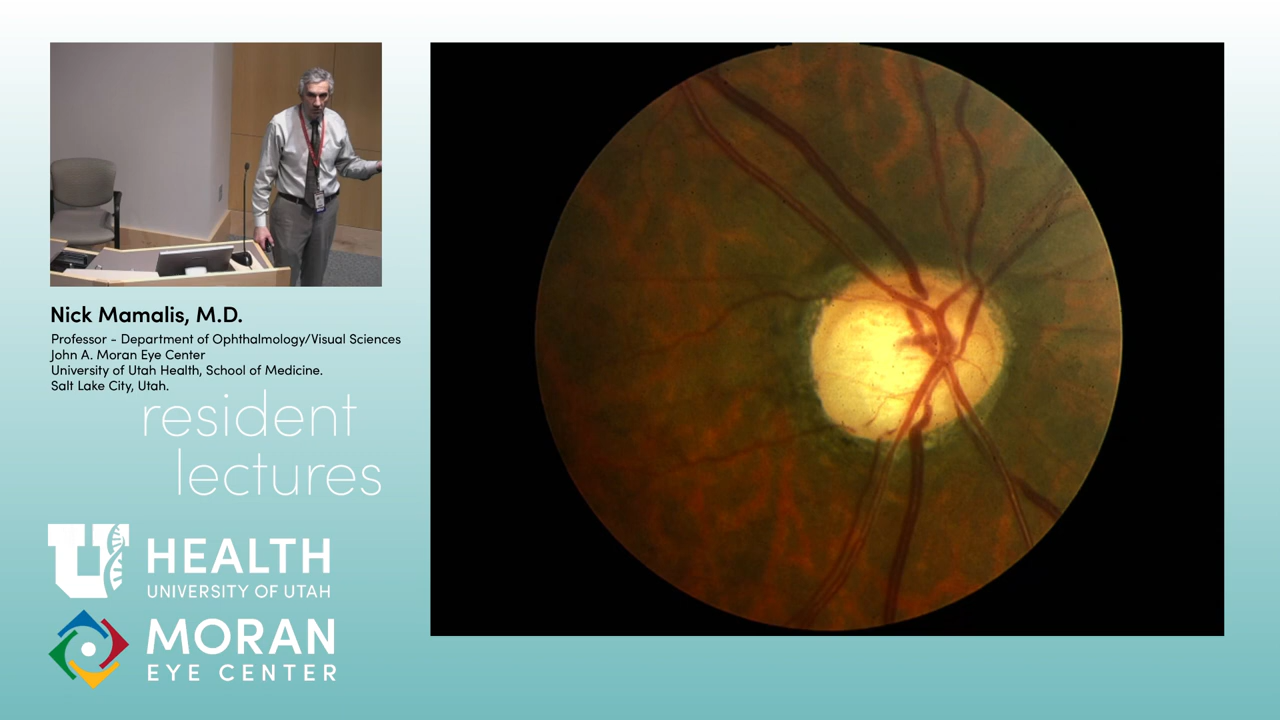 Nick Mamalis, M.D.
Professor - Department of Ophthalmology/Visual Sciences
John A. Moran Eye Center
University of Utah Health, School of Medicine.
Salt Lake City, Utah.
resident
lectures
U HEALTH
UNIVERSITY OF UTAH
MORAN
EYE CENTER